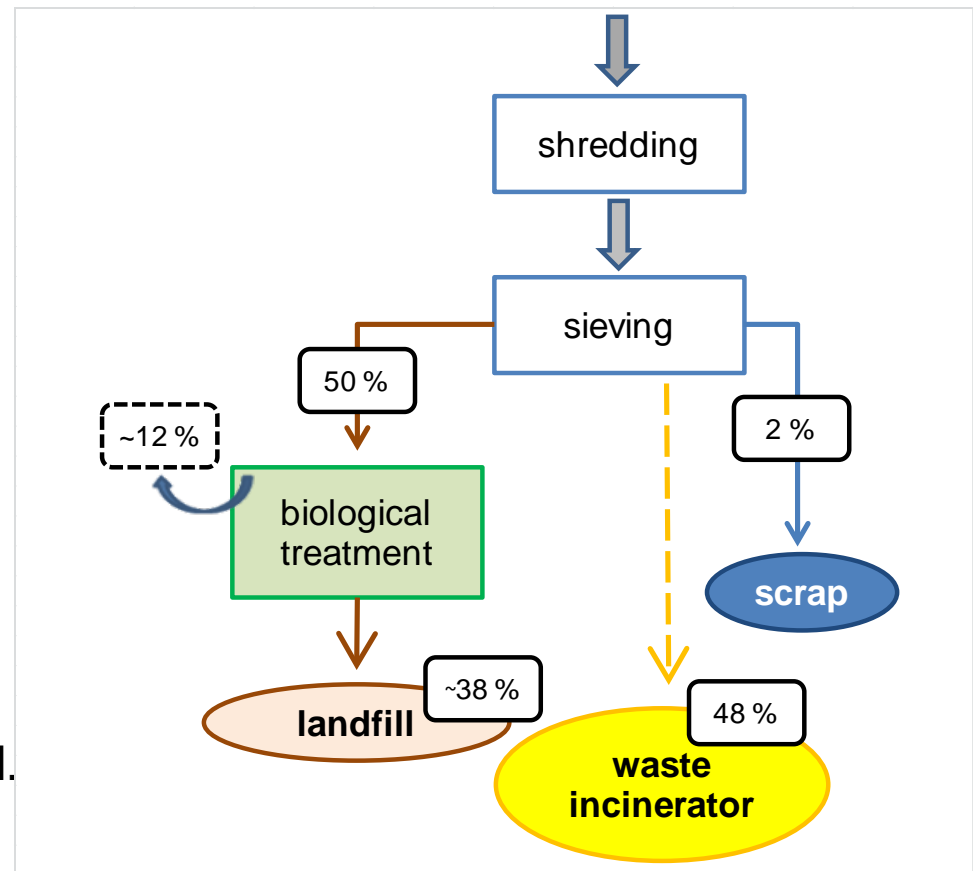 shredding
sieving
50 %
2 %
~12 %
biological
treatment
scrap
~38 %
landfill
48 %
waste
incinerator